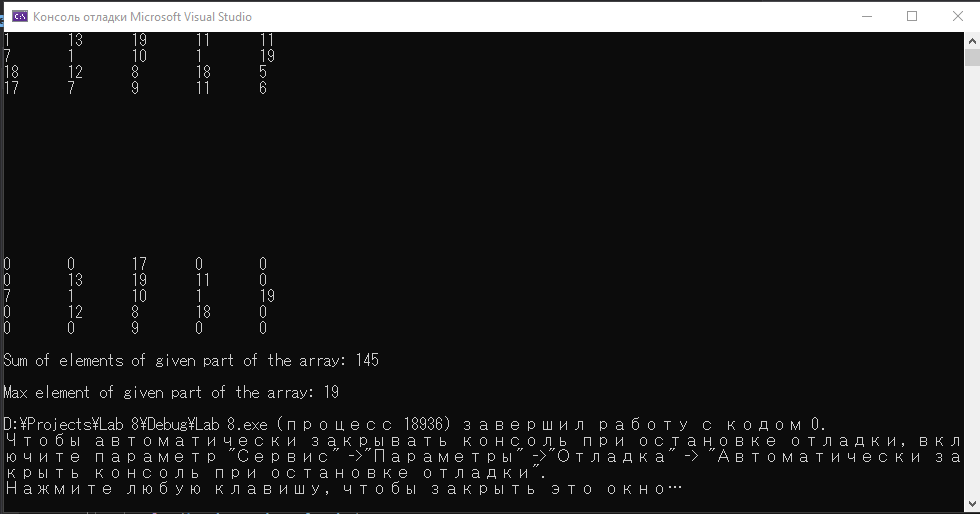 Консоль отладки Microsoft Visual Studio
1 13 19 11 11
7 1 10 1 19
18 12 8 18 5
17 7 9 11 6
0 0 17 0 0
0 13 19 11 0
7 1 10 1 19
0 12 8 18 0
0 0 9 0 0
Sum of elements of given part of the array: 145
Max element of given part of the array: 19
D:¥Projects¥Lab 8¥Debug¥Lab 8.exe (процесс 18936) завершил работу с кодом 0.
Чтобы автоматически закрывать консоль при остановке отладки, вкл
ючите параметр "Сервис" ->"Параметры" ->"Отладка" -> "Автоматически за
крыть консоль при остановке отладки".
Нажмите любую клавишу, чтобы закрыть это окно…